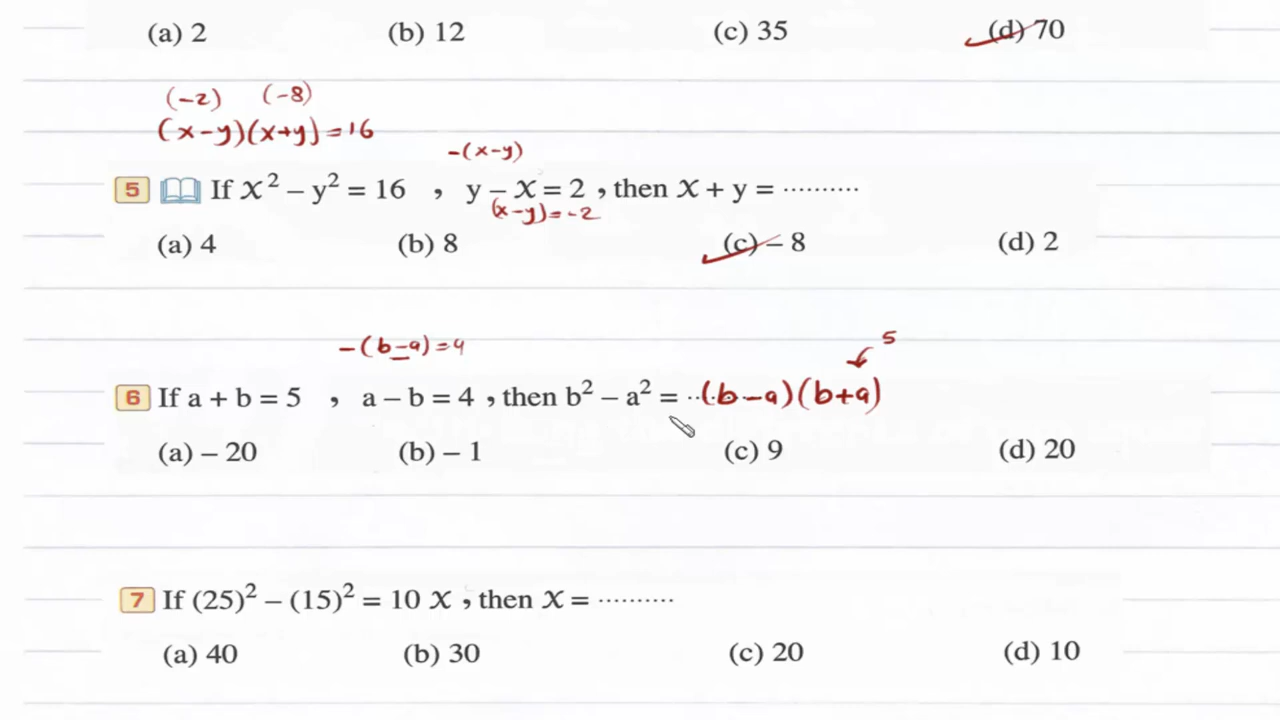 (a) 2 (b) 12 (c) 35 (d) 70
(-2) (-8)
(x-y)(x+y)=16
-(x-y)
5 If x² – y² = 16 , y – x = 2 , then x + y = ··········
(x-y)=-2
(a) 4 (b) 8 (c) – 8 (d) 2
-(b-a)=4 5
6 If a + b = 5 , a – b = 4 , then b² – a² = ··(b-a)(b+a)
(a) – 20 (b) – 1 (c) 9 (d) 20
7 If (25)² – (15)² = 10 x , then x = ··········
(a) 40 (b) 30 (c) 20 (d) 10